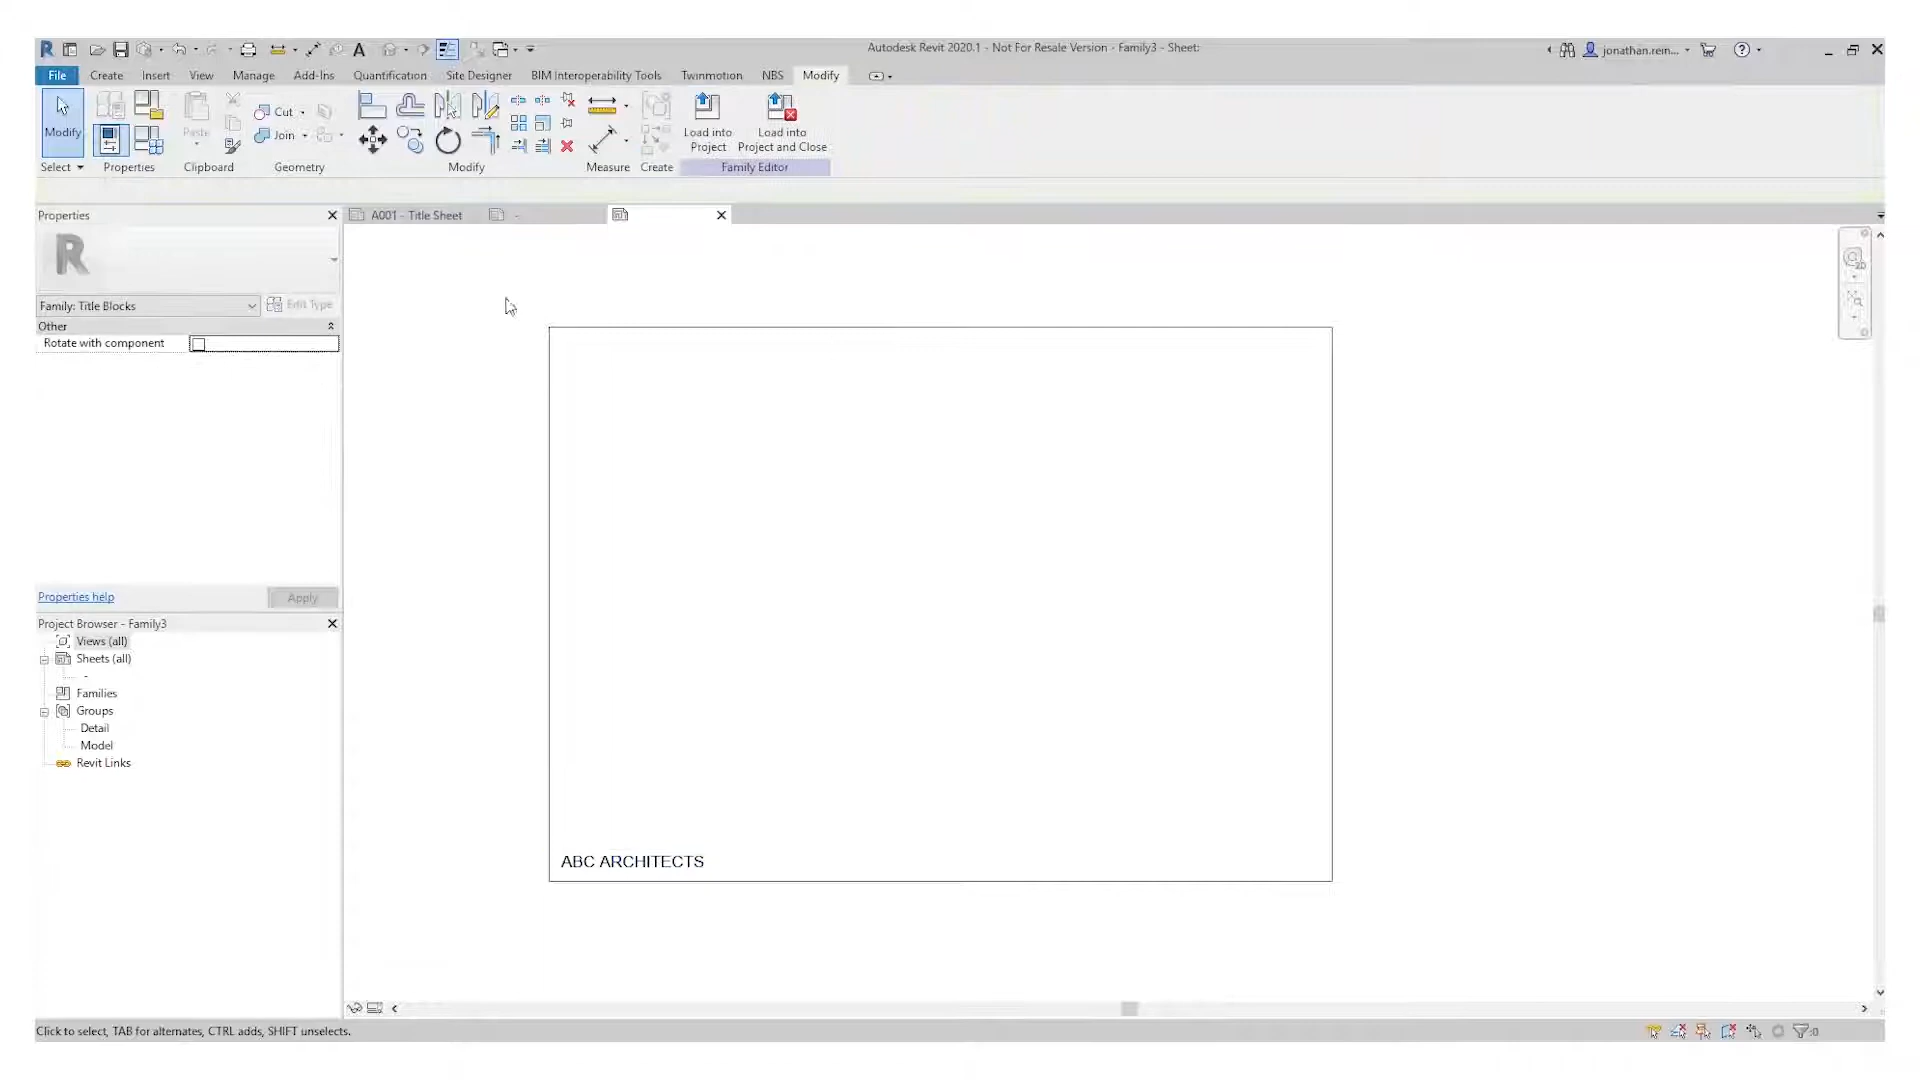 Autodesk Revit 2020.1 - Not For Resale Version - Family3 - Sheet:
jonathan.rem...
File Create Insert View Manage Add-Ins Quantification Site Designer BIM Interoperability Tools Twinmotion NBS Modify
Modify
Paste
Cut
Join
Load into Project
Load into Project and Close
Select Properties Clipboard Geometry Modify Measure Create Family Editor
Properties
A001 - Title Sheet
-
Family: Title Blocks
Edit Type
Other
Rotate with component
Properties help
Apply
Project Browser - Family3
Views (all)
Sheets (all)
-
Families
Groups
Detail
Model
Revit Links
ABC ARCHITECTS
Click to select, TAB for alternates, CTRL adds, SHIFT unselects.
:0